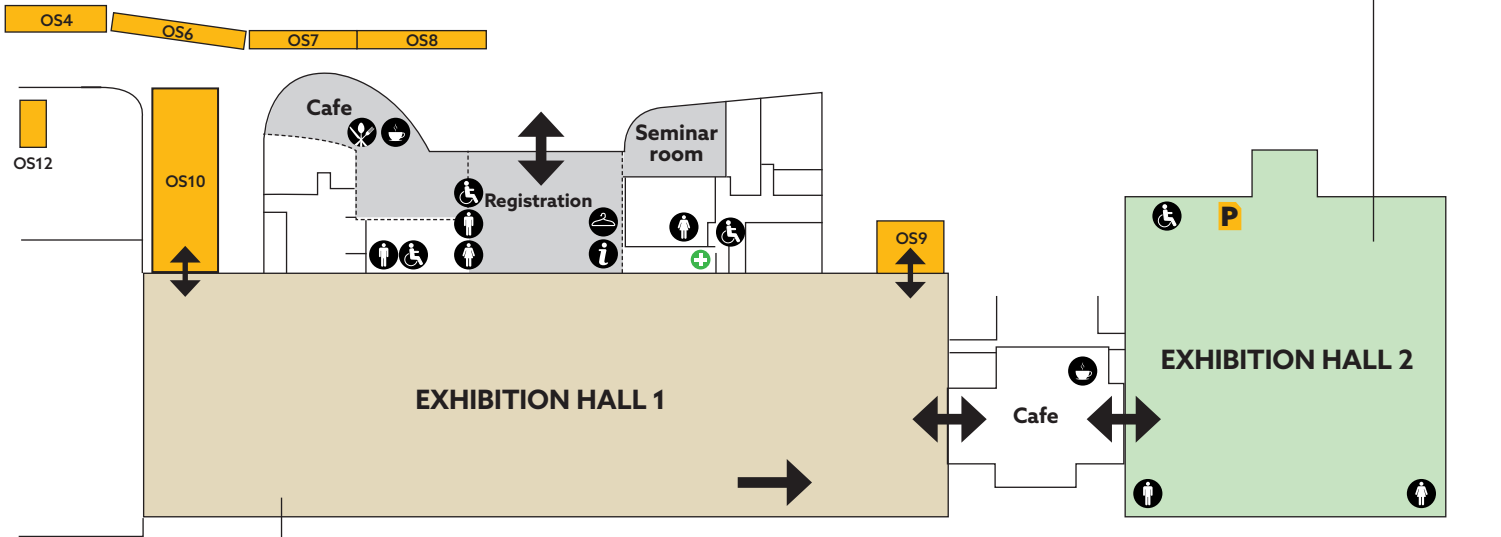 OS4
OS6
OS7
OS8
OS12
OS10
Cafe
Seminar
room
Registration
i
OS9
P
EXHIBITION HALL 1
Cafe
EXHIBITION HALL 2